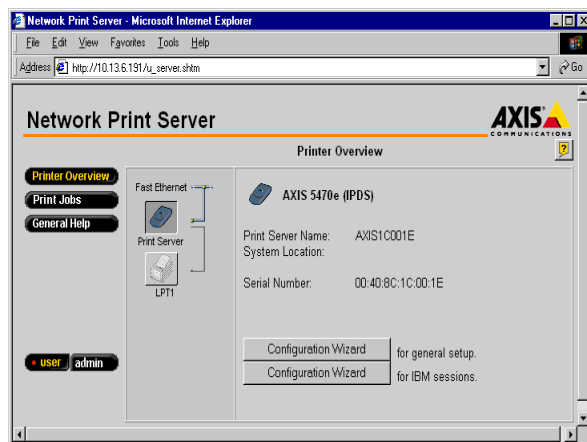 Network Print Server - Microsoft Internet Explorer
File Edit View Favorites Tools Help
Address http://10.13.6.191/u_server.shtm Go
Network Print Server
AXIS
COMMUNICATIONS
Printer Overview
?
Printer Overview
Print Jobs
General Help
Fast Ethernet
Print Server
LPT1
AXIS 5470e (IPDS)
Print Server Name: AXIS1C001E
System Location:
Serial Number: 00:40:8C:1C:00:1E
Configuration Wizard for general setup.
Configuration Wizard for IBM sessions.
user admin